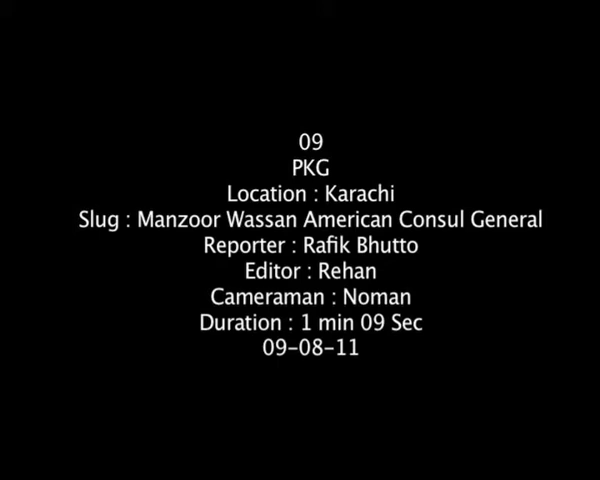 09
PKG
Location : Karachi
Slug : Manzoor Wassan American Consul General
Reporter : Rafik Bhutto
Editor : Rehan
Cameraman : Noman
Duration : 1 min 09 Sec
09-08-11